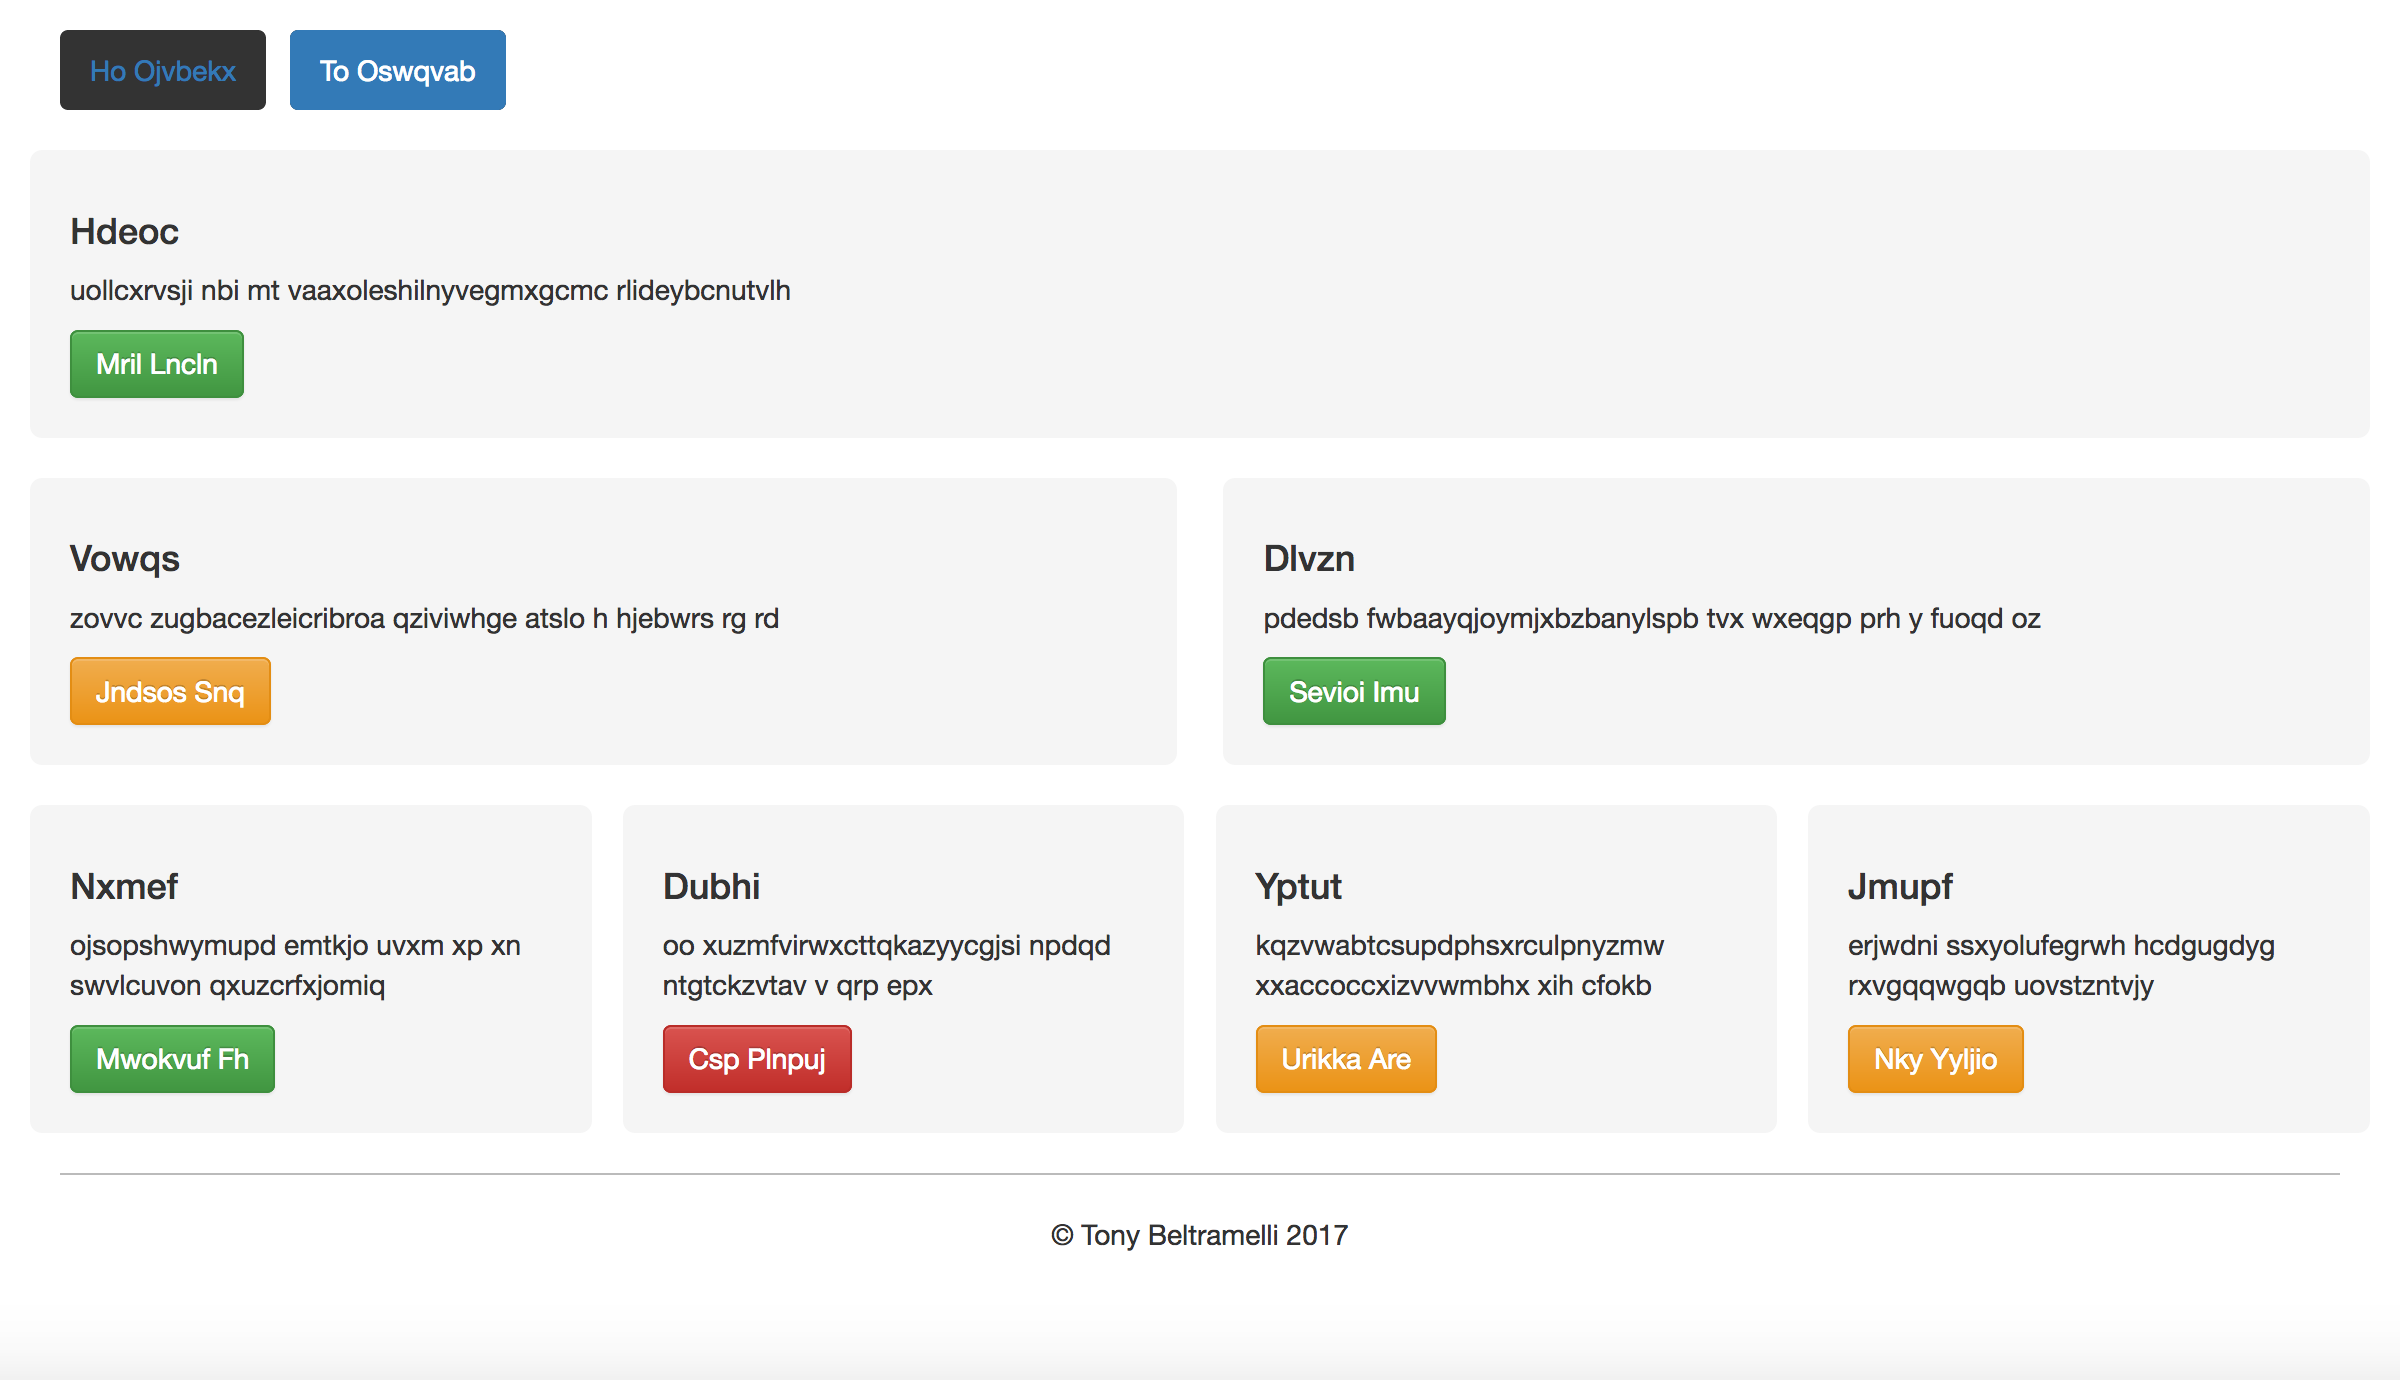 Ho Ojvbekx
To Oswqvab
Hdeoc
uollcxrvsji nbi mt vaaxoleshilnyvegmxgcmc rlideybcnutvlh
Mril Lncln
Vowqs
zovvc zugbacezleicribroa qziviwhge atslo h hjebwrs rg rd
Jndsos Snq
Dlvzn
pdedsb fwbaayqjoymjxbzbanylspb tvx wxeqgp prh y fuoqd oz
Sevioi Imu
Nxmef
ojsopshwymupd emtkjo uvxm xp xn
swvlcuvon qxuzcrfxjomiq
Mwokvuf Fh
Dubhi
oo xuzmfvirwxcttqkazyycgjsi npdqd
ntgtckzvtav v qrp epx
Csp Plnpuj
Yptut
kqzvwabtcsupdphsxrculpnyzmw
xxaccoccxizvvwmbhx xih cfokb
Urikka Are
Jmupf
erjwdni ssxyolufegrwh hcdgugdyg
rxvgqqwgqb uovstzntvjy
Nky Yyljio
© Tony Beltramelli 2017